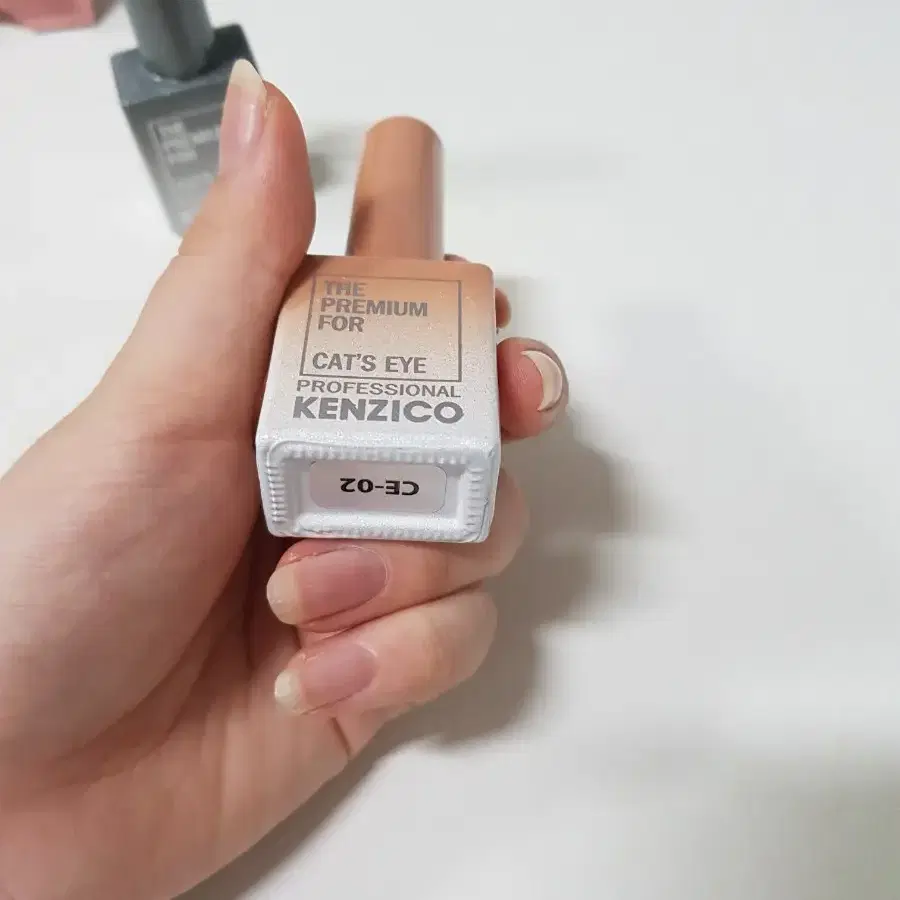 THE
PREMIUM
FOR
CAT'S EYE
PROFESSIONAL
KENZICO
CE-02